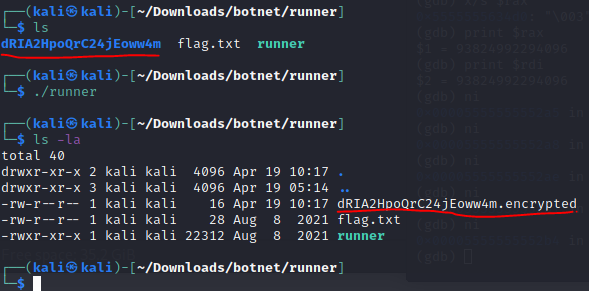 ┌──(kali㉿kali)-[~/Downloads/botnet/runner]
└─$ ls
dRIA2HpoQrC24jEoww4m  flag.txt  runner
┌──(kali㉿kali)-[~/Downloads/botnet/runner]
└─$ ./runner
┌──(kali㉿kali)-[~/Downloads/botnet/runner]
└─$ ls -la
total 40
drwxr-xr-x 2 kali kali  4096 Apr 19 10:17 .
drwxr-xr-x 3 kali kali  4096 Apr 19 05:14 ..
-rw-r--r-- 1 kali kali    16 Apr 19 10:17 dRIA2HpoQrC24jEoww4m.encrypted
-rw-r--r-- 1 kali kali    28 Aug  8  2021 flag.txt
-rwxr-xr-x 1 kali kali 22312 Aug  8  2021 runner
┌──(kali㉿kali)-[~/Downloads/botnet/runner]
└─$
(gdb) x/s $rax
(gdb) print $rax
$1 = 93824992294096
(gdb) print $rdi
$2 = 93824992294096
(gdb) ni
(gdb) ni
(gdb) ni
(gdb) ni
(gdb)